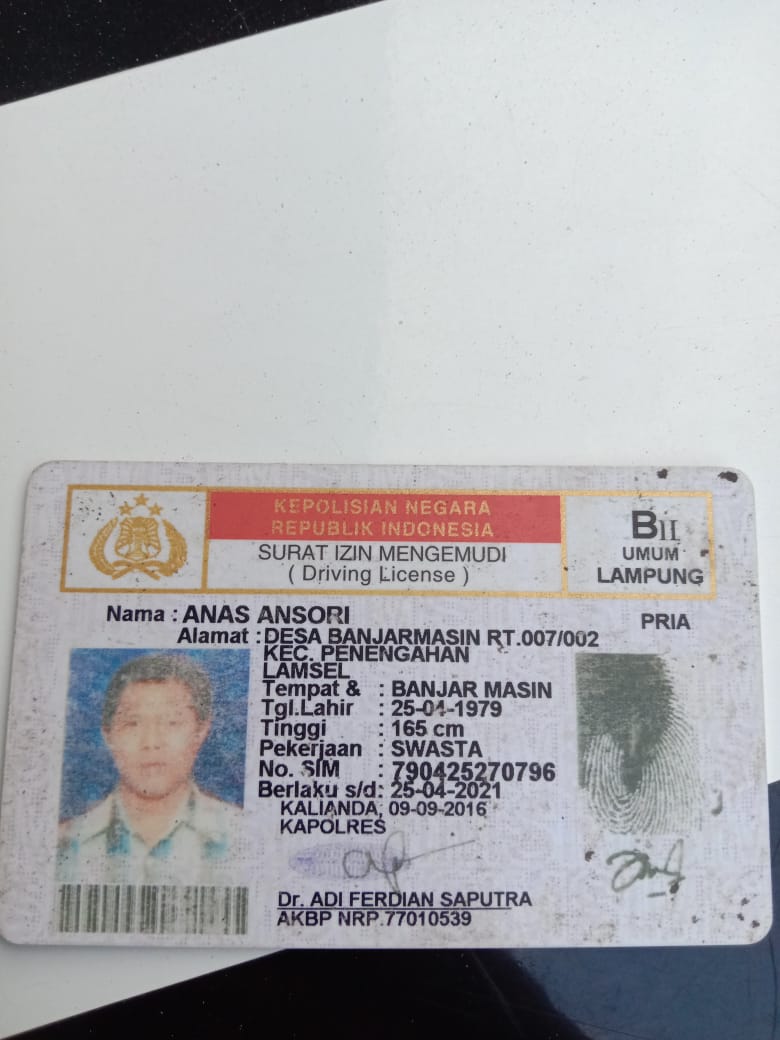 KEPOLISIAN NEGARA
REPUBLIK INDONESIA
SURAT IZIN MENGEMUDI
( Driving License )
BII
UMUM
LAMPUNG
Nama : ANAS ANSORI
PRIA
Alamat : DESA BANJARMASIN RT.007/002
KEC. PENENGAHAN
LAMSEL
Tempat & : BANJAR MASIN
Tgl.Lahir : 25-04-1979
Tinggi : 165 cm
Pekerjaan : SWASTA
No. SIM : 790425270796
Berlaku s/d: 25-04-2021
KALIANDA, 09-09-2016
KAPOLRES
Dr. ADI FERDIAN SAPUTRA
AKBP NRP.77010539